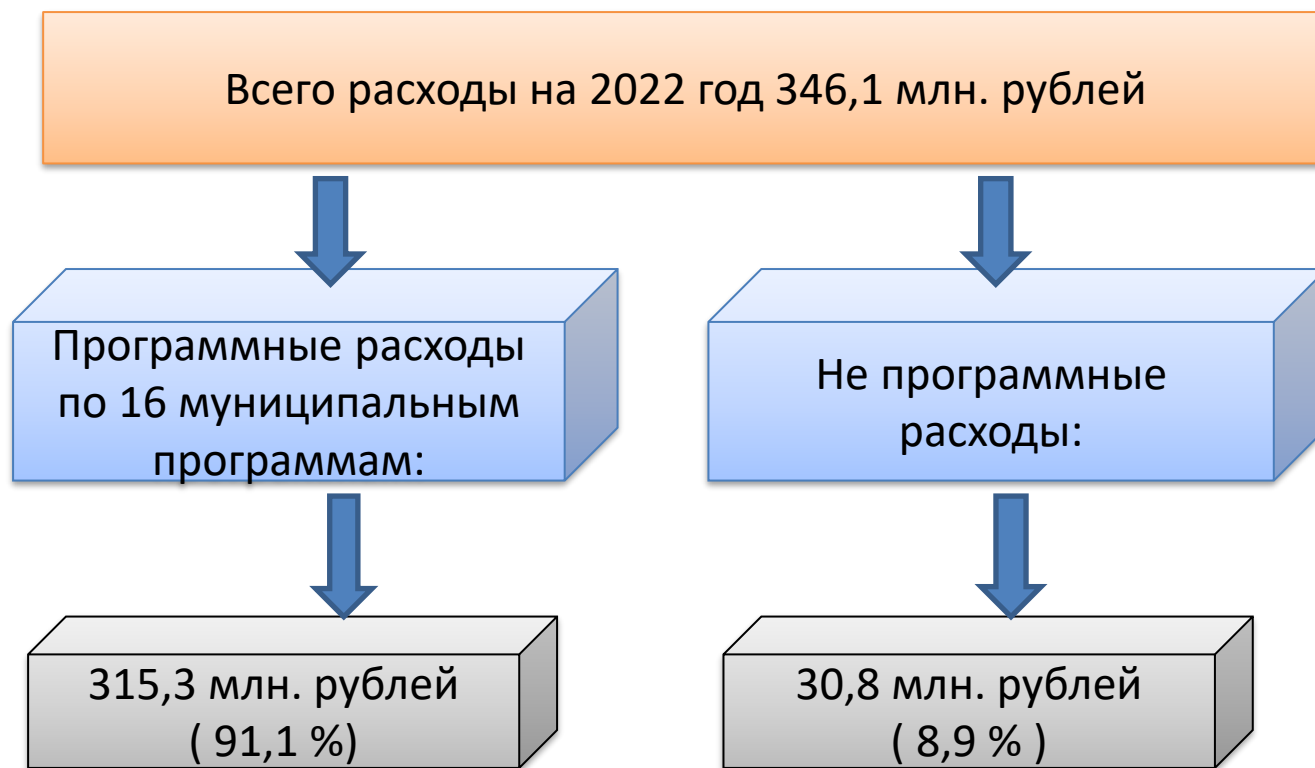 Всего расходы на 2022 год 346,1 млн. рублей
Программные расходы
по 16 муниципальным
программам:
Не программные
расходы:
315,3 млн. рублей
( 91,1 %)
30,8 млн. рублей
( 8,9 % )